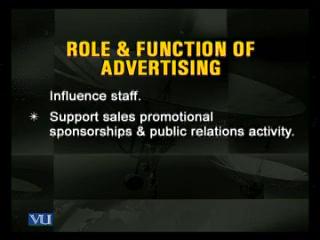 ROLE & FUNCTION OF
ADVERTISING
Influence staff.
✴ Support sales promotional
sponsorships & public relations activity.
VU